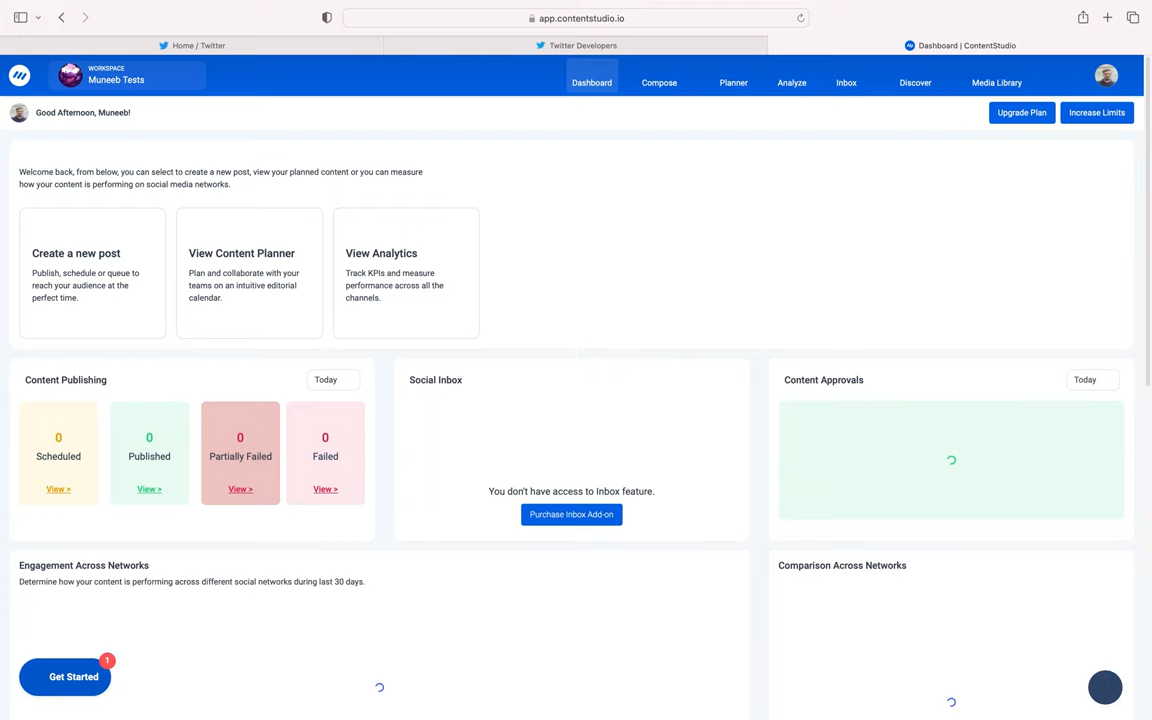 app.contentstudio.io
Home / Twitter
Twitter Developers
Dashboard | ContentStudio
WORKSPACE
Muneeb Tests
Dashboard
Compose
Planner
Analyze
Inbox
Discover
Media Library
Good Afternoon, Muneeb!
Upgrade Plan
Increase Limits
Welcome back, from below, you can select to create a new post, view your planned content or you can measure
how your content is performing on social media networks.
Create a new post
Publish, schedule or queue to
reach your audience at the
perfect time.
View Content Planner
Plan and collaborate with your
teams on an intuitive editorial
calendar.
View Analytics
Track KPIs and measure
performance across all the
channels.
Content Publishing
Today
0
Scheduled
View >
0
Published
View >
0
Partially Failed
View >
0
Failed
View >
Social Inbox
You don't have access to Inbox feature.
Purchase Inbox Add-on
Content Approvals
Today
Engagement Across Networks
Determine how your content is performing across different social networks during last 30 days.
Comparison Across Networks
Get Started
1